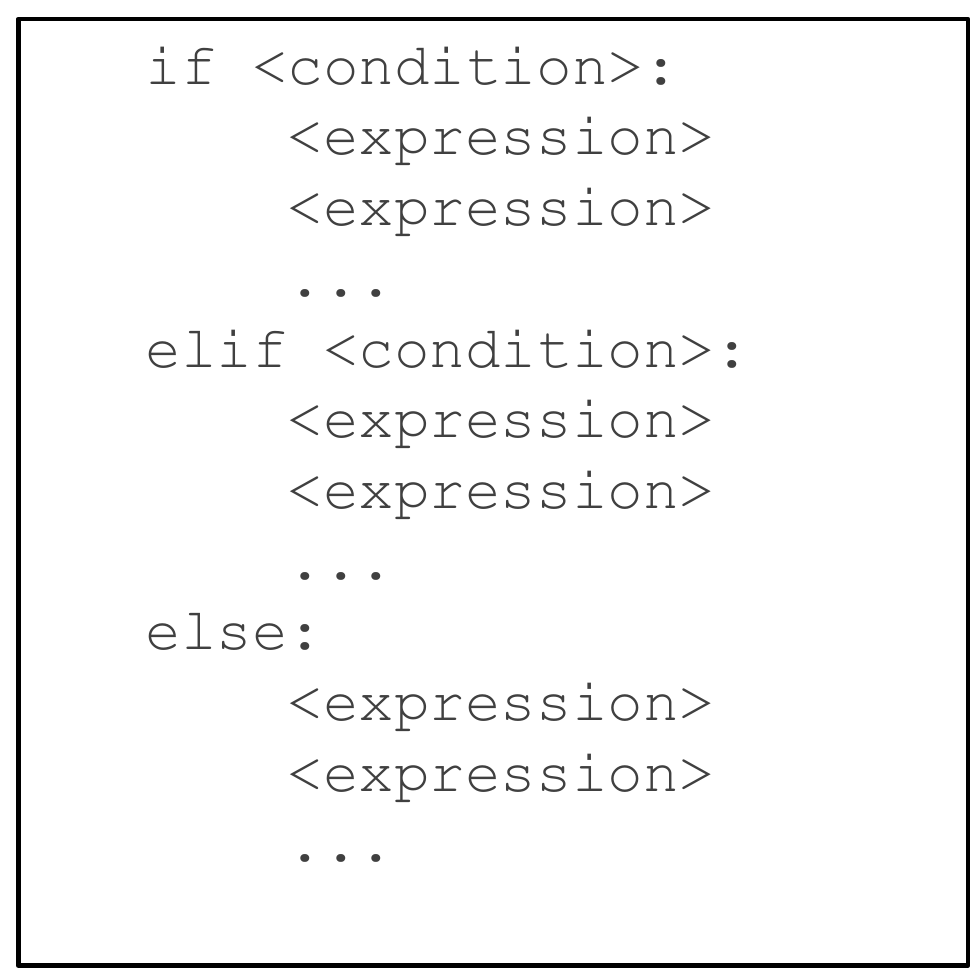 if <condition>:
    <expression>
    <expression>
    ...
elif <condition>:
    <expression>
    <expression>
    ...
else:
    <expression>
    <expression>
    ...